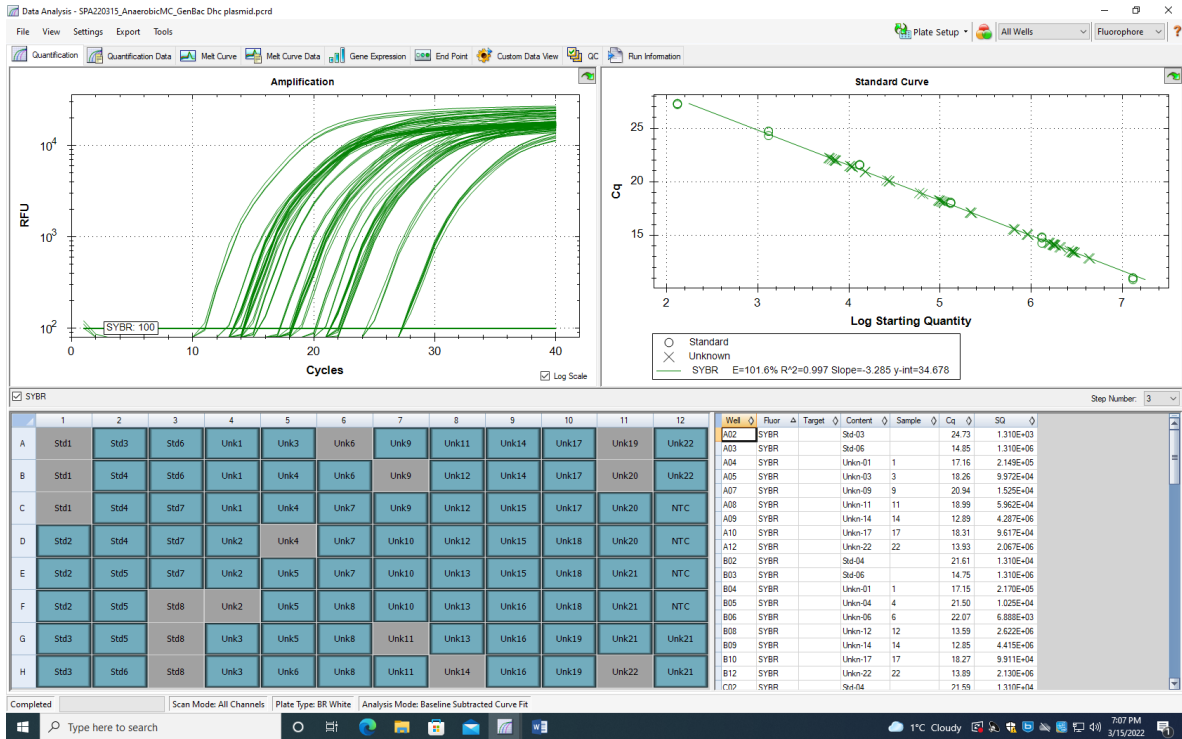 Data Analysis - SPA220315_AnaerobicMC_GenBac Dhc plasmid.pcrd
File View Settings Export Tools
Plate Setup All Wells Fluorophore ?
Quantification Quantification Data Melt Curve Melt Curve Data Gene Expression End Point Custom Data View QC Run Information
Amplification
10^4
10^3
10^2
RFU
SYBR: 100
0 10 20 30 40
Cycles
Log Scale
Standard Curve
25
20
15
Cq
2 3 4 5 6 7
Log Starting Quantity
Standard
Unknown
SYBR E=101.6% R^2=0.997 Slope=-3.285 y-int=34.678
SYBR
Step Number: 3
1 2 3 4 5 6 7 8 9 10 11 12
A Std1 Std3 Std6 Unk1 Unk3 Unk6 Unk9 Unk11 Unk14 Unk17 Unk19 Unk22
B Std1 Std4 Std6 Unk1 Unk4 Unk6 Unk9 Unk12 Unk14 Unk17 Unk20 Unk22
C Std1 Std4 Std7 Unk1 Unk4 Unk7 Unk9 Unk12 Unk15 Unk17 Unk20 NTC
D Std2 Std4 Std7 Unk2 Unk4 Unk7 Unk10 Unk12 Unk15 Unk18 Unk20 NTC
E Std2 Std5 Std7 Unk2 Unk5 Unk7 Unk10 Unk13 Unk15 Unk18 Unk21 NTC
F Std2 Std5 Std8 Unk2 Unk5 Unk8 Unk10 Unk13 Unk16 Unk18 Unk21 NTC
G Std3 Std5 Std8 Unk3 Unk5 Unk8 Unk11 Unk13 Unk16 Unk19 Unk21 Unk21
H Std3 Std6 Std8 Unk3 Unk6 Unk8 Unk11 Unk14 Unk16 Unk19 Unk22 Unk21
Well Fluor Target Content Sample Cq SQ
A02 SYBR Std-03 24.73 1.310E+03
A03 SYBR Std-06 14.85 1.310E+06
A04 SYBR Unkn-01 1 17.16 2.149E+05
A05 SYBR Unkn-03 3 18.26 9.972E+04
A07 SYBR Unkn-09 9 20.94 1.525E+04
A08 SYBR Unkn-11 11 18.99 5.962E+04
A09 SYBR Unkn-14 14 12.89 4.287E+06
A10 SYBR Unkn-17 17 18.31 9.617E+04
A12 SYBR Unkn-22 22 13.93 2.067E+06
B02 SYBR Std-04 21.61 1.310E+04
B03 SYBR Std-06 14.75 1.310E+06
B04 SYBR Unkn-01 1 17.15 2.170E+05
B05 SYBR Unkn-04 4 21.50 1.025E+04
B06 SYBR Unkn-06 6 22.07 6.888E+03
B08 SYBR Unkn-12 12 13.59 2.622E+06
B09 SYBR Unkn-14 14 12.85 4.415E+06
B10 SYBR Unkn-17 17 18.27 9.911E+04
B12 SYBR Unkn-22 22 13.89 2.130E+06
C02 SYBR Std-04 21.59 1.310E+04
Completed Scan Mode: All Channels Plate Type: BR White Analysis Mode: Baseline Subtracted Curve Fit
Type here to search
1°C Cloudy
7:07 PM
3/15/2022